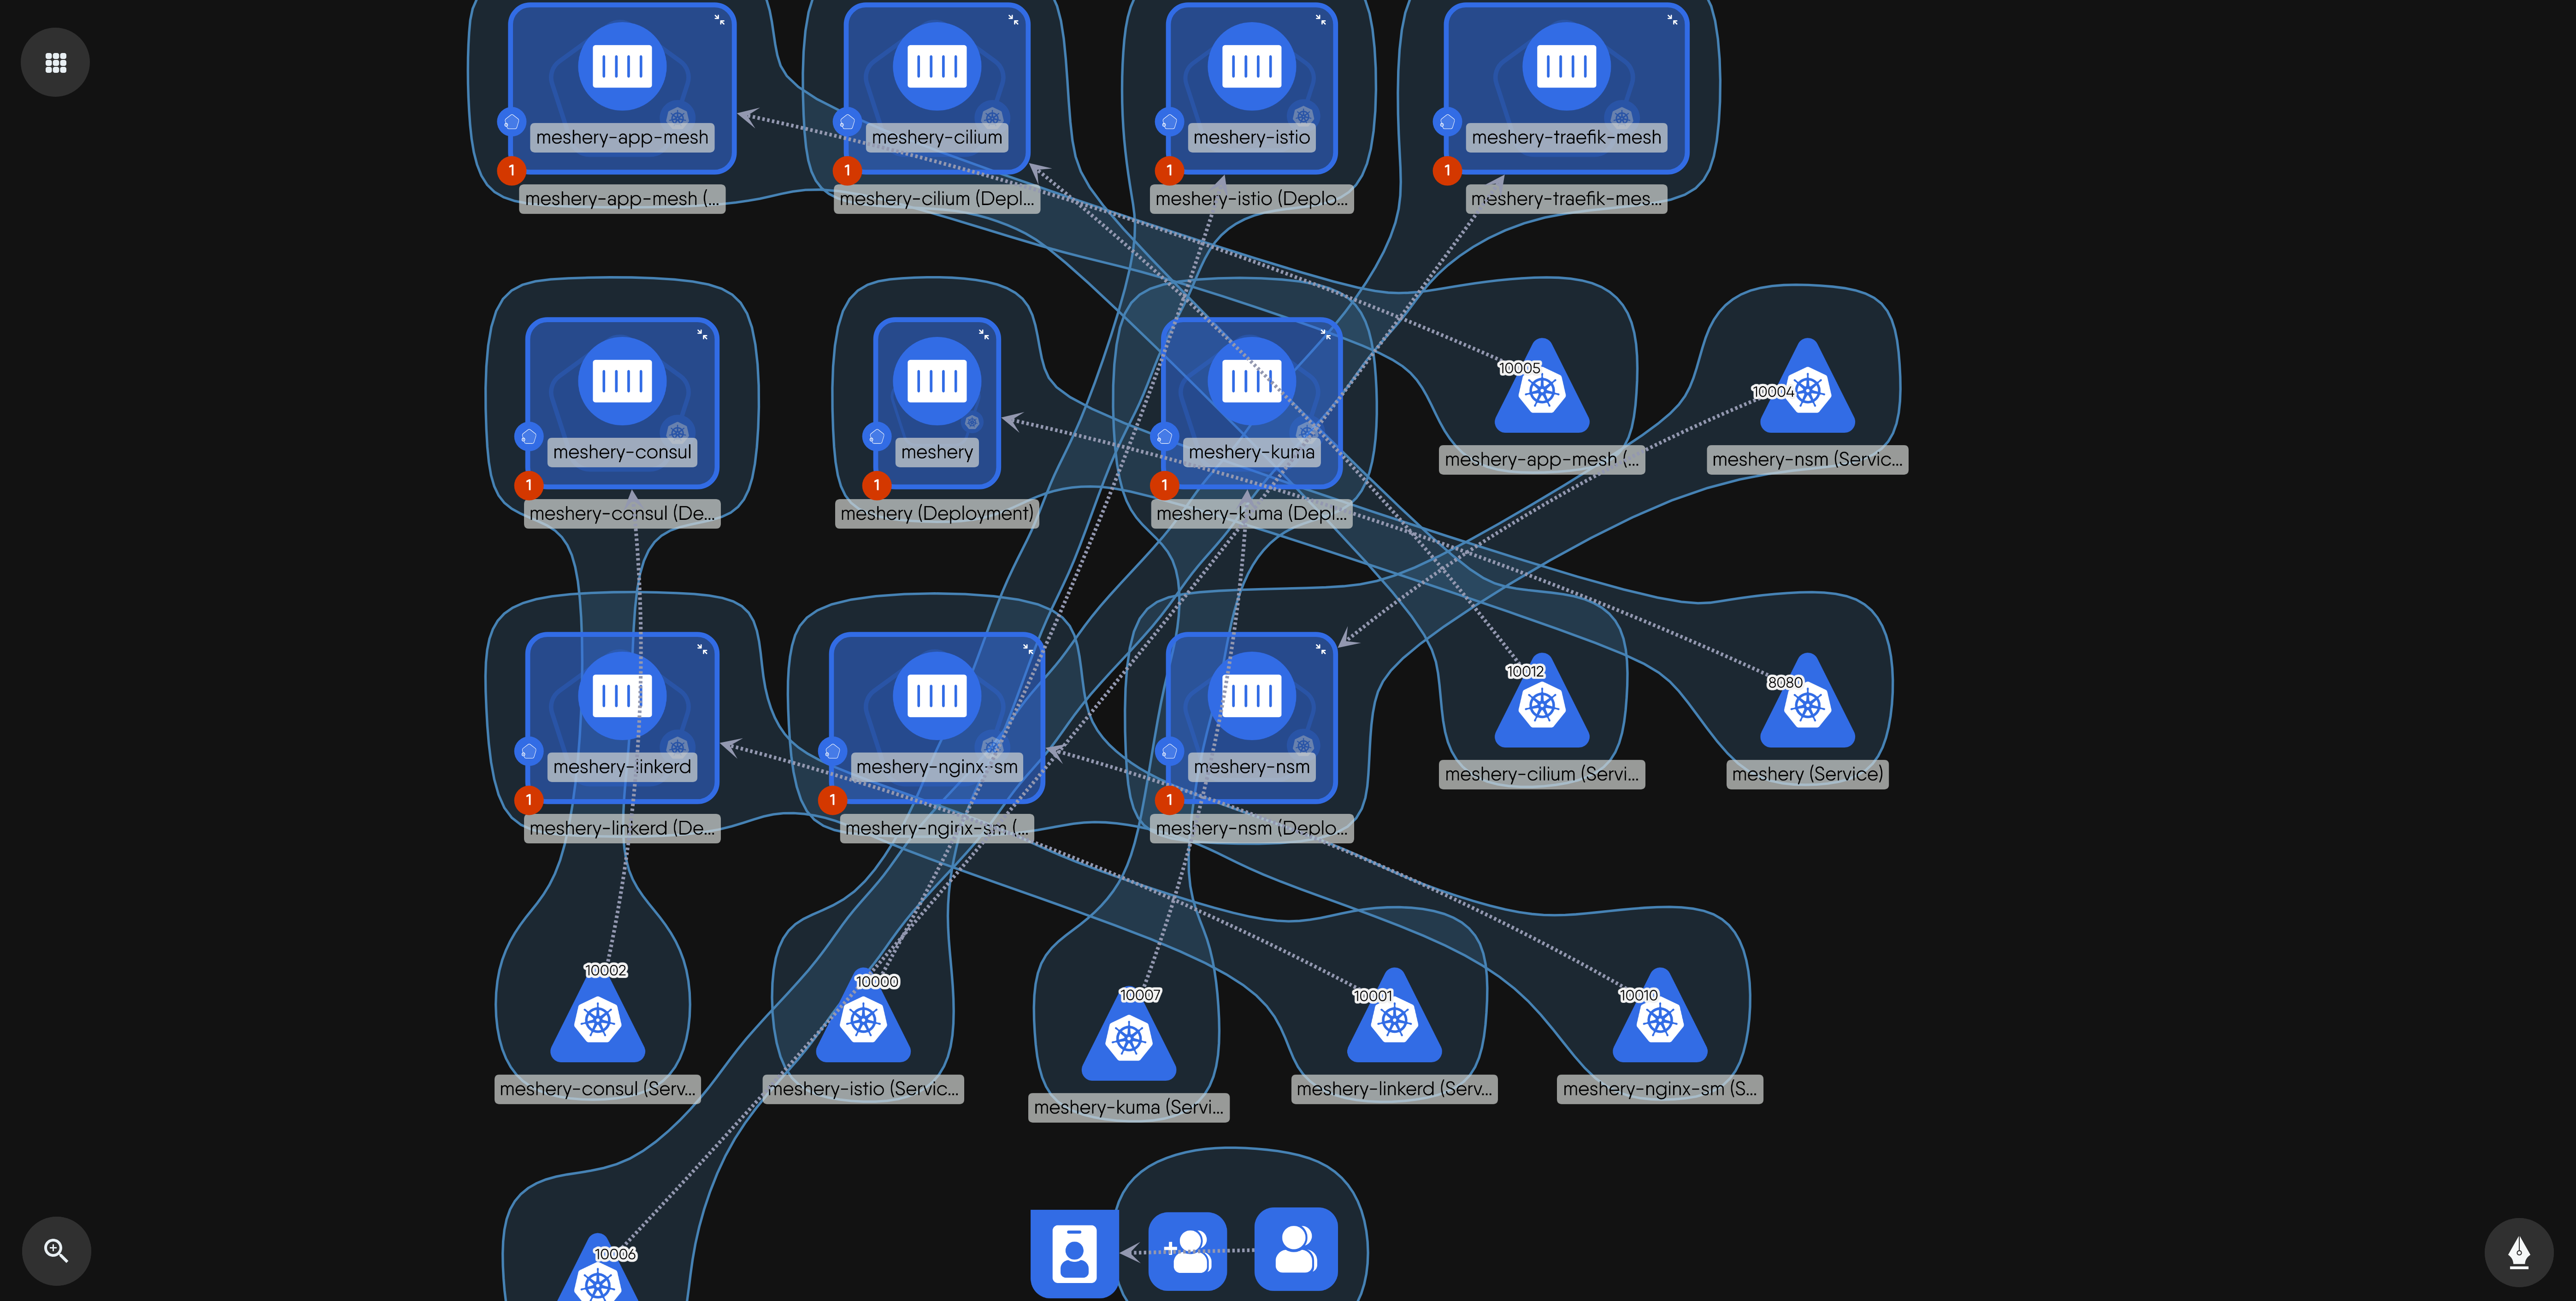 meshery-app-mesh
meshery-cilium
meshery-istio
meshery-traefik-mesh
1
1
1
1
meshery-app-mesh (...
meshery-cilium (Depl...
meshery-istio (Deplo...
meshery-traefik-mes...
10005
10004
meshery-consul
meshery
meshery-kuma
meshery-app-mesh (...
meshery-nsm (Servic...
1
1
1
meshery-consul (De...
meshery (Deployment)
meshery-kuma (Depl...
10012
8080
meshery-linkerd
meshery-nginx-sm
meshery-nsm
meshery-cilium (Servi...
meshery (Service)
1
1
1
meshery-linkerd (De...
meshery-nginx-sm (...
meshery-nsm (Deplo...
10002
10000
10007
10001
10010
meshery-consul (Serv...
meshery-istio (Servic...
meshery-kuma (Servi...
meshery-linkerd (Serv...
meshery-nginx-sm (S...
10006